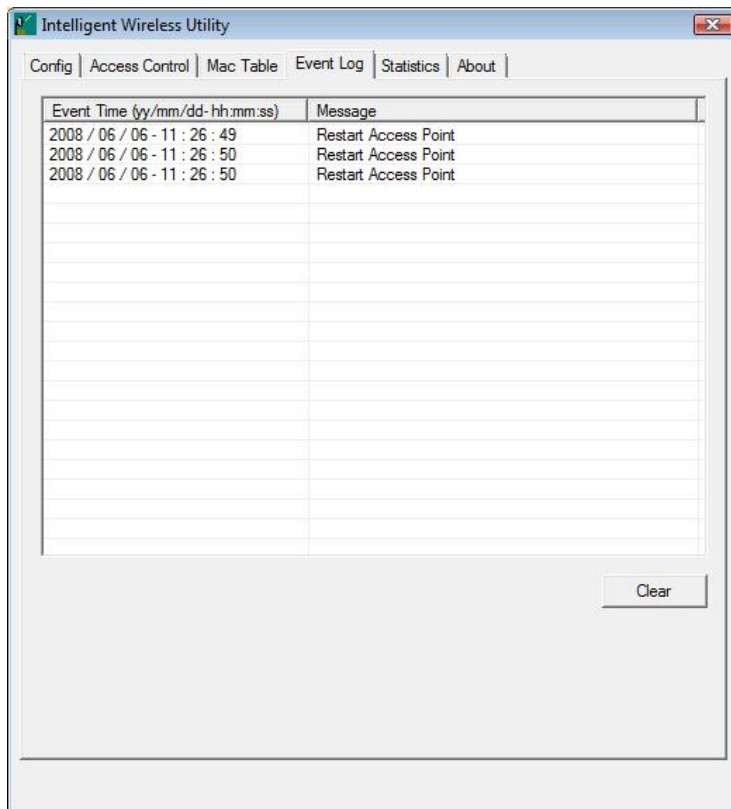 Intelligent Wireless Utility
Config Access Control Mac Table Event Log Statistics About
Event Time (yy/mm/dd- hh:mm:ss) Message
2008 / 06 / 06 - 11 : 26 : 49 Restart Access Point
2008 / 06 / 06 - 11 : 26 : 50 Restart Access Point
2008 / 06 / 06 - 11 : 26 : 50 Restart Access Point
Clear